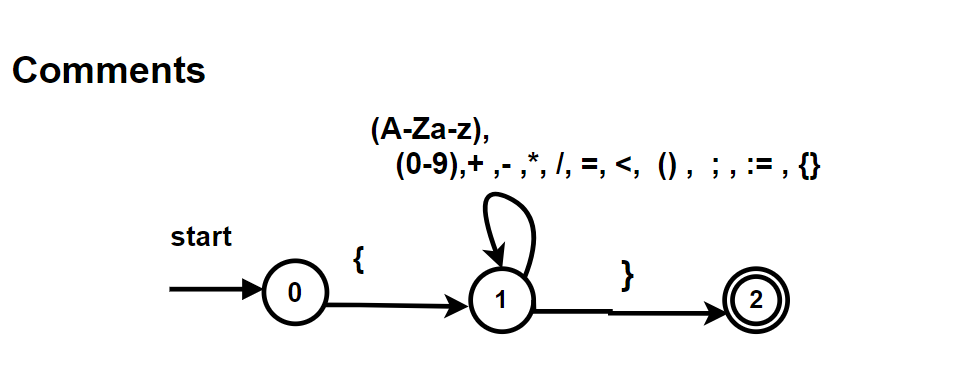 Comments
(A-Za-z),
(0-9),+ ,- ,*, /, =, <, () , ; , := , {}
start
{
}
0
1
2